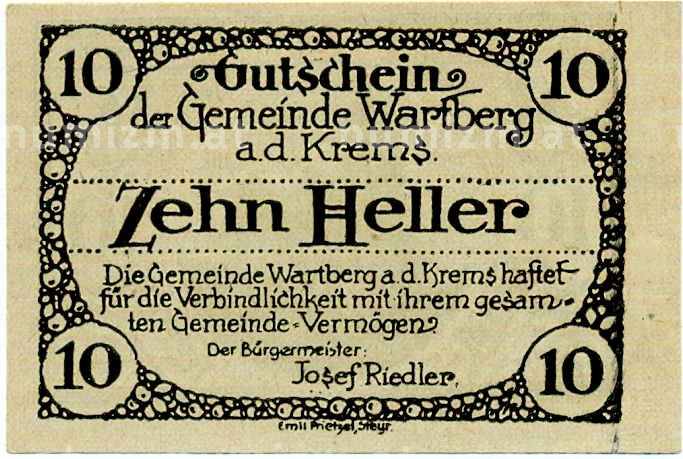 10 Gutschein 10
der Gemeinde Wartberg
a.d. Krems.
Zehn Heller
Die Gemeinde Wartberg a.d. Krems haftet
für die Verbindlichkeit mit ihrem gesam-
ten Gemeinde-Vermögen.
Der Bürgermeister:
Josef Riedler.
10 10
Emil Prietzel, Steyr.